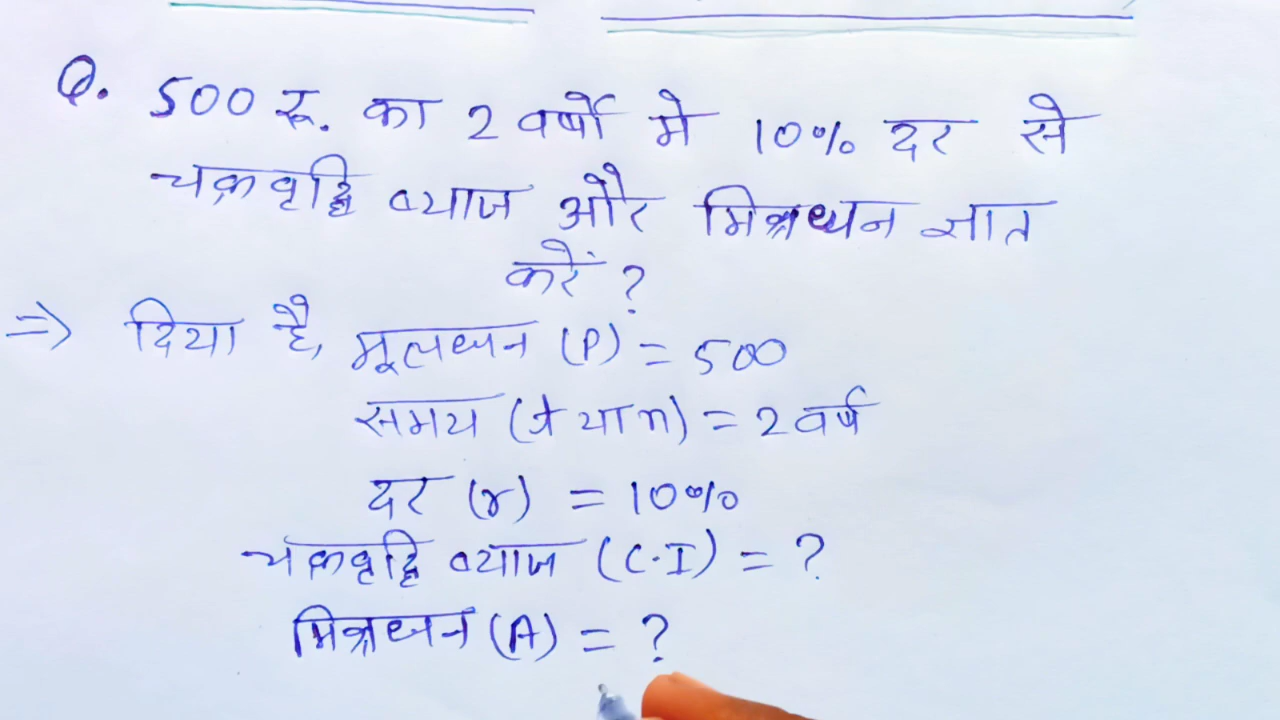 Q. 500 रू. का 2 वर्षो मे 10% दर से
चक्रवृद्धि ब्याज और मिश्रधन ज्ञात
करें ?
⇒ दिया है, मूलधन (P) = 500
समय (t या n) = 2 वर्ष
दर (r) = 10%
चक्रवृद्धि ब्याज (C.I) = ?
मिश्रधन (A) = ?